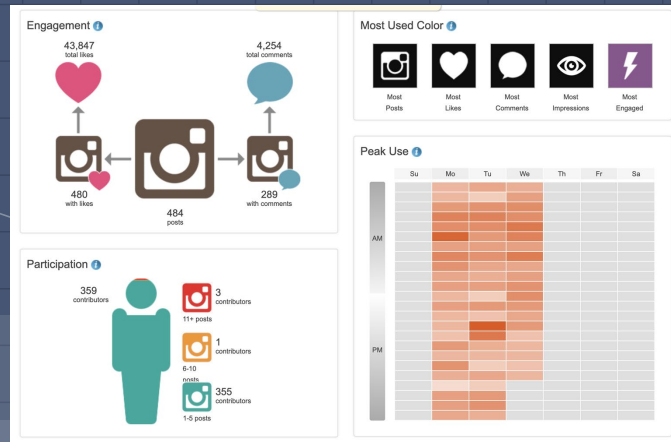 Engagement
43,847
total likes
4,254
total comments
480
with likes
484
posts
289
with comments
Participation
359
contributors
3
contributors
11+ posts
1
contributors
6-10
posts
355
contributors
1-5 posts
Most Used Color
Most
Posts
Most
Likes
Most
Comments
Most
Impressions
Most
Engaged
Peak Use
Su Mo Tu We Th Fr Sa
AM
PM